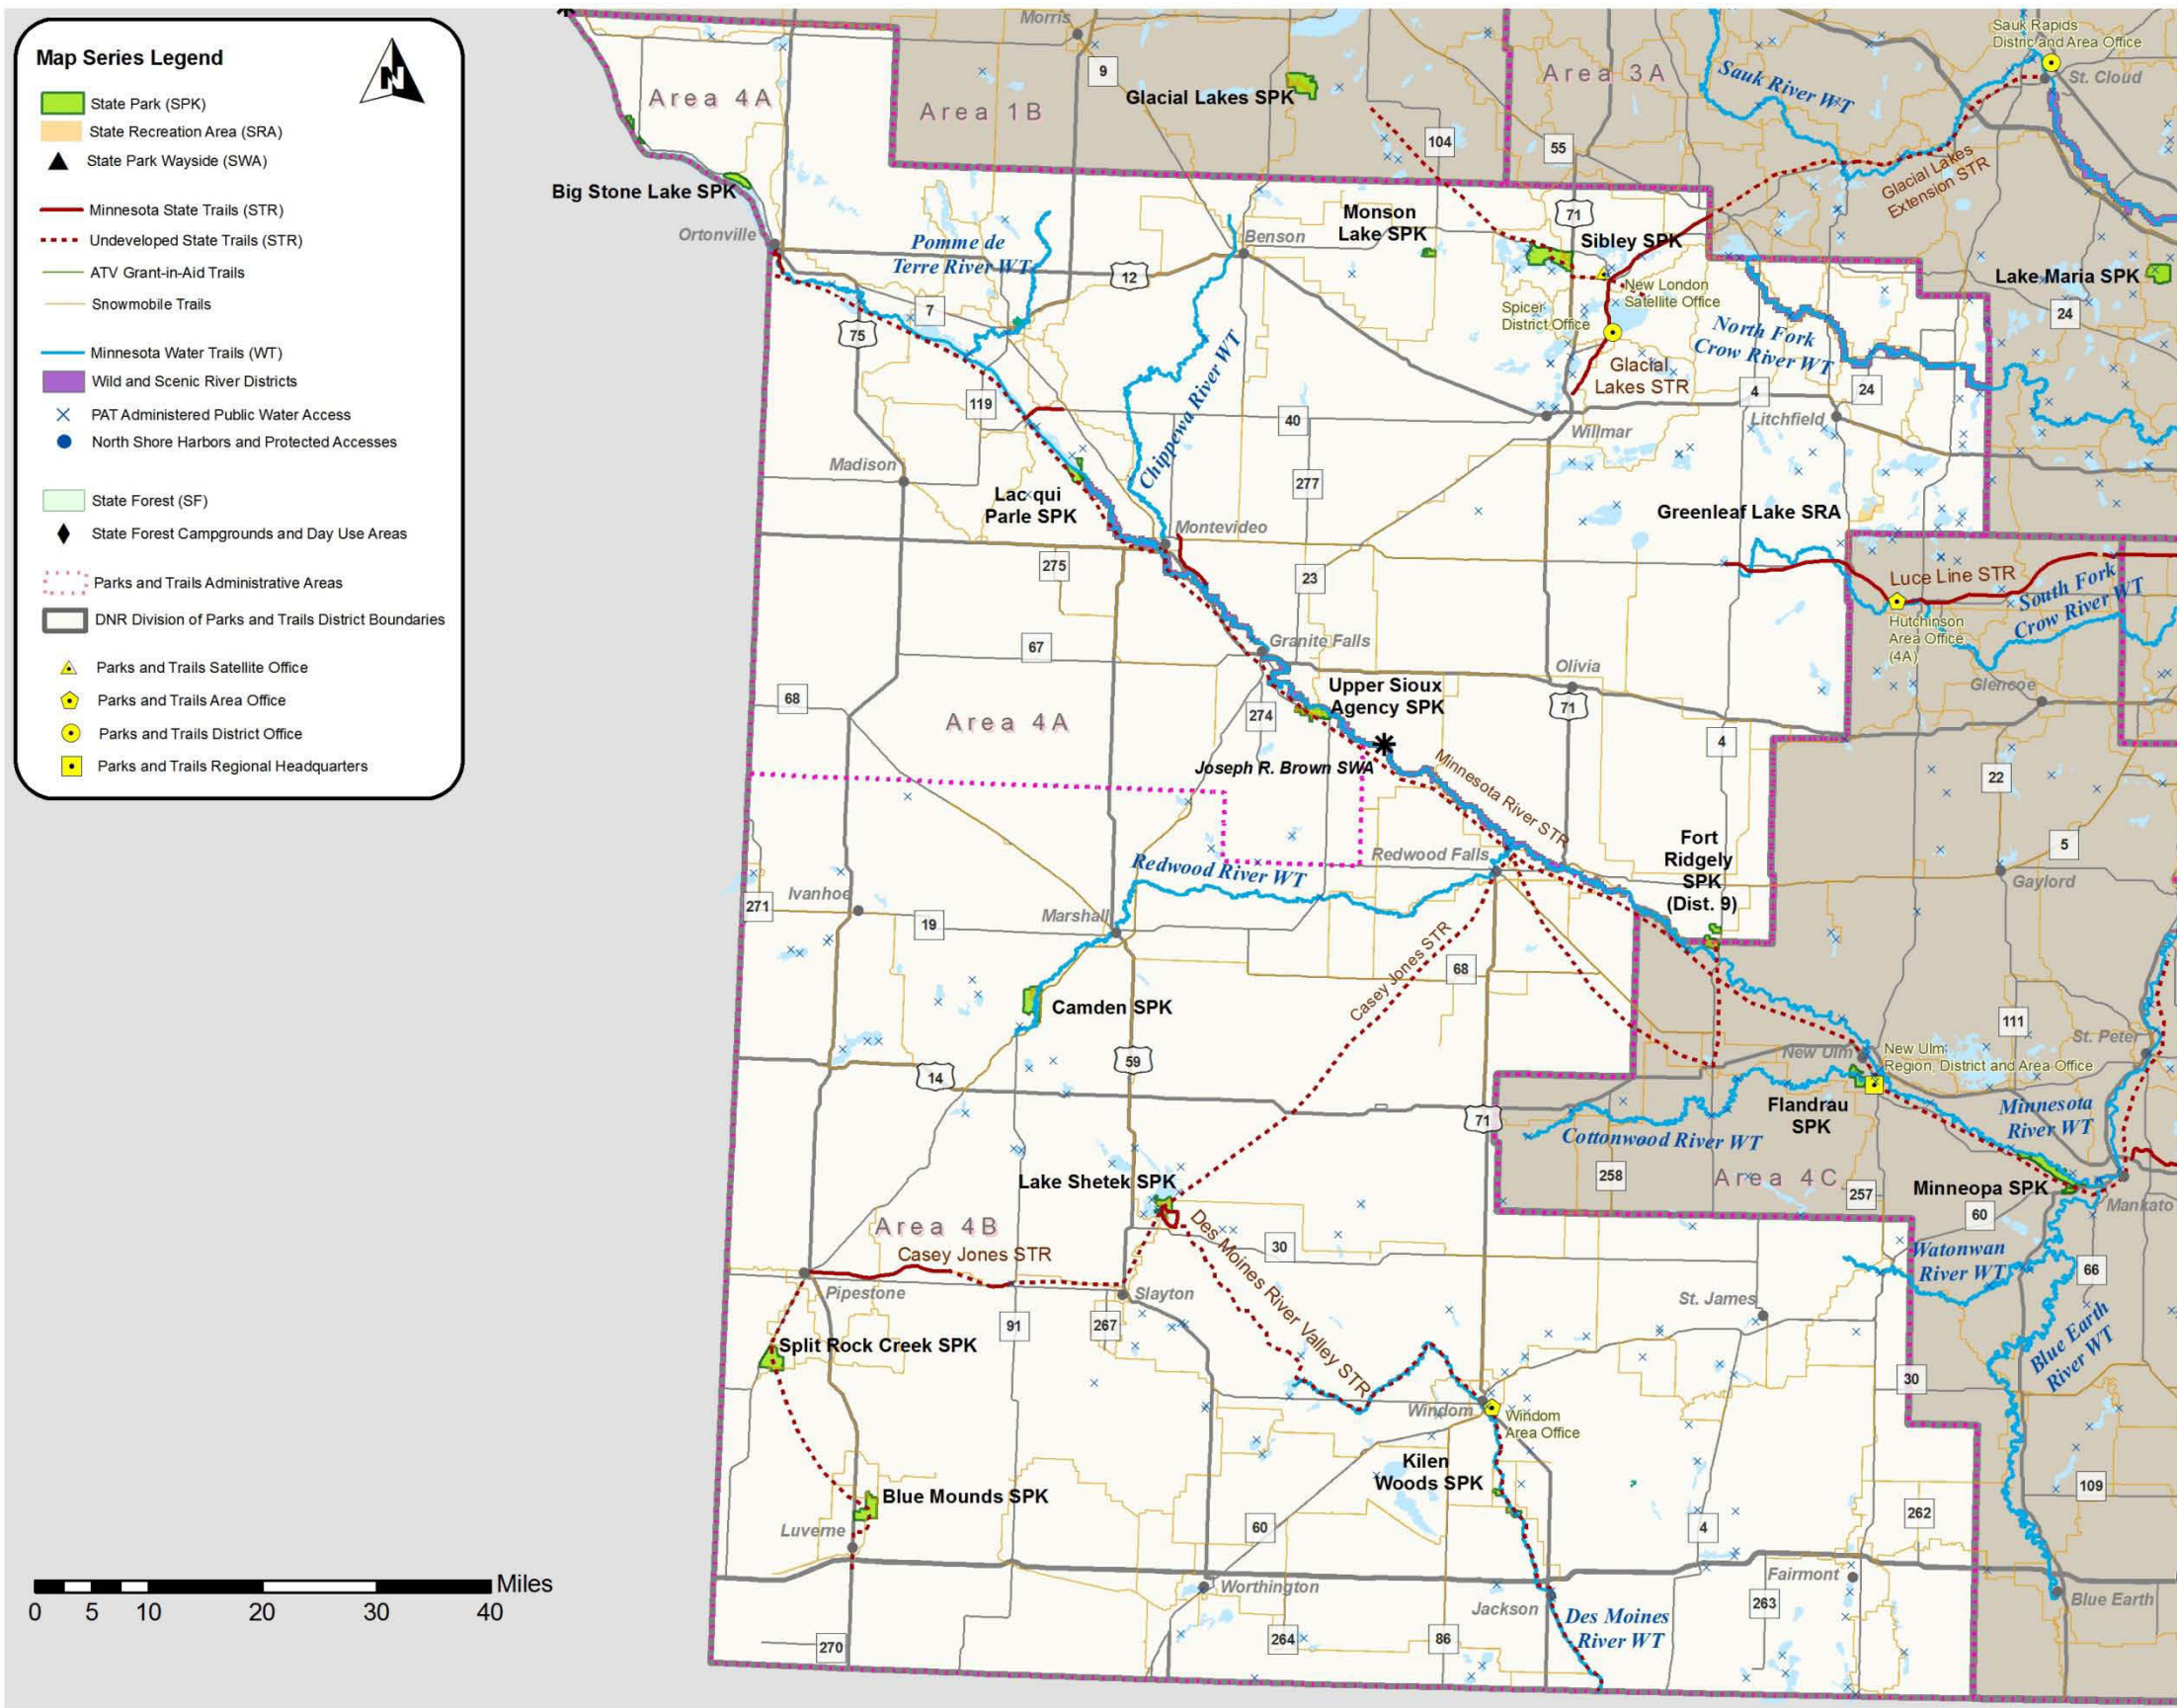 Map Series Legend
N
State Park (SPK)
State Recreation Area (SRA)
State Park Wayside (SWA)
Minnesota State Trails (STR)
Undeveloped State Trails (STR)
ATV Grant-in-Aid Trails
Snowmobile Trails
Minnesota Water Trails (WT)
Wild and Scenic River Districts
PAT Administered Public Water Access
North Shore Harbors and Protected Accesses
State Forest (SF)
State Forest Campgrounds and Day Use Areas
Parks and Trails Administrative Areas
DNR Division of Parks and Trails District Boundaries
Parks and Trails Satellite Office
Parks and Trails Area Office
Parks and Trails District Office
Parks and Trails Regional Headquarters
Miles
0 5 10 20 30 40
Morris
9
Area 4A
Area 1B
Glacial Lakes SPK
104
Area 3A
55
Sauk River WT
Sauk Rapids
Distric and Area Office
St. Cloud
Glacial Lakes
Extension STR
Big Stone Lake SPK
Ortonville
Pomme de
Terre River WT
Benson
12
Monson
Lake SPK
71
Sibley SPK
New London
Satellite Office
Spicer
District Office
Lake Maria SPK
24
7
75
Chippewa River WT
Glacial
Lakes STR
North Fork
Crow River WT
4
24
119
40
Willmar
Litchfield
Madison
Lac qui
Parle SPK
277
Greenleaf Lake SRA
Montevideo
275
23
Luce Line STR
South Fork
Crow River WT
Hutchinson
Area Office
(4A)
67
Granite Falls
Olivia
Glencoe
68
Area 4A
274
Upper Sioux
Agency SPK
71
4
22
Joseph R. Brown SWA
Minnesota River STR
Fort
Ridgely
SPK
(Dist. 9)
5
Gaylord
Redwood Falls
Redwood River WT
271
Ivanhoe
19
Marshall
Casey Jones STR
68
Camden SPK
111
St. Peter
14
59
New Ulm
New Ulm
Region, District and Area Office
71
Flandrau
SPK
Minnesota
River WT
Cottonwood River WT
258
Area 4C
257
Minneopa SPK
60
Mankato
Lake Shetek SPK
Area 4B
Casey Jones STR
Des Moines River Valley STR
30
Watonwan
River WT
66
Pipestone
Slayton
91
267
St. James
Blue Earth
River WT
Split Rock Creek SPK
30
Windom
Windom
Area Office
Kilen
Woods SPK
109
Blue Mounds SPK
Luverne
60
4
262
Worthington
Jackson
Des Moines
River WT
Fairmont
263
Blue Earth
270
264
86